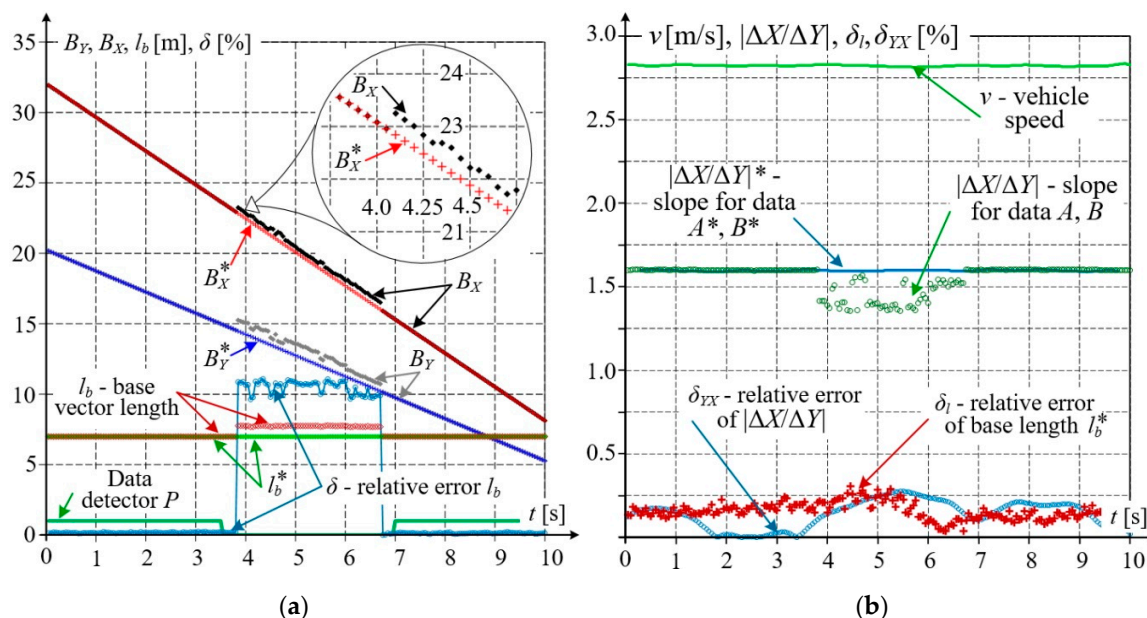 B_Y, B_X, l_b [m], δ [%]
35
30
25
20
15
10
5
0
0 1 2 3 4 5 6 7 8 9 10
t [s]
24
23
21
4.0 4.25 4.5
B_X
B_X^*
B_X^*
B_X
B_Y^*
B_Y
l_b - base
vector length
l_b^*
δ - relative error l_b
Data
detector P
(a)
v [m/s], |ΔX/ΔY|, δ_l, δ_YX [%]
3.0
2.5
2.0
1.5
1.0
0.5
0 1 2 3 4 5 6 7 8 9 10
t [s]
v - vehicle
speed
|ΔX/ΔY|* -
slope for data
A*, B*
|ΔX/ΔY| - slope
for data A, B
δ_YX - relative error
of |ΔX/ΔY|
δ_l - relative error
of base length l_b^*
(b)